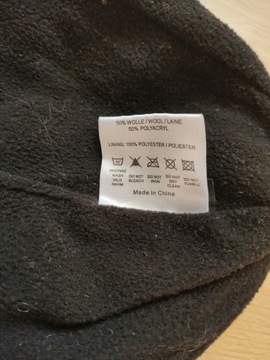 50% WOLLE / WOOL / LAINE
50% POLYACRYL
LINING: 100% POLYESTER / POLIESTER
MACHINE WASH MILD WARM
DO NOT BLEACH
DO NOT IRON
DO NOT DRY CLEAN
DO NOT TUMBLE
Made in China